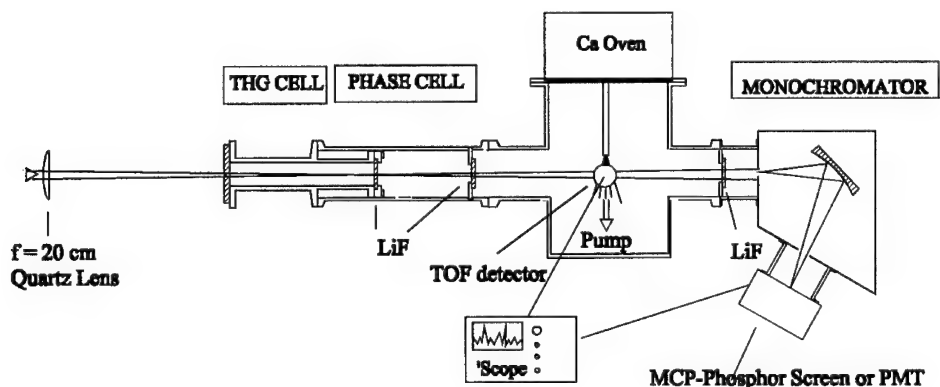 Ca Oven
THG CELL
PHASE CELL
MONOCHROMATOR
f = 20 cm
Quartz Lens
LiF
TOF detector
Pump
LiF
'Scope
MCP-Phosphor Screen or PMT